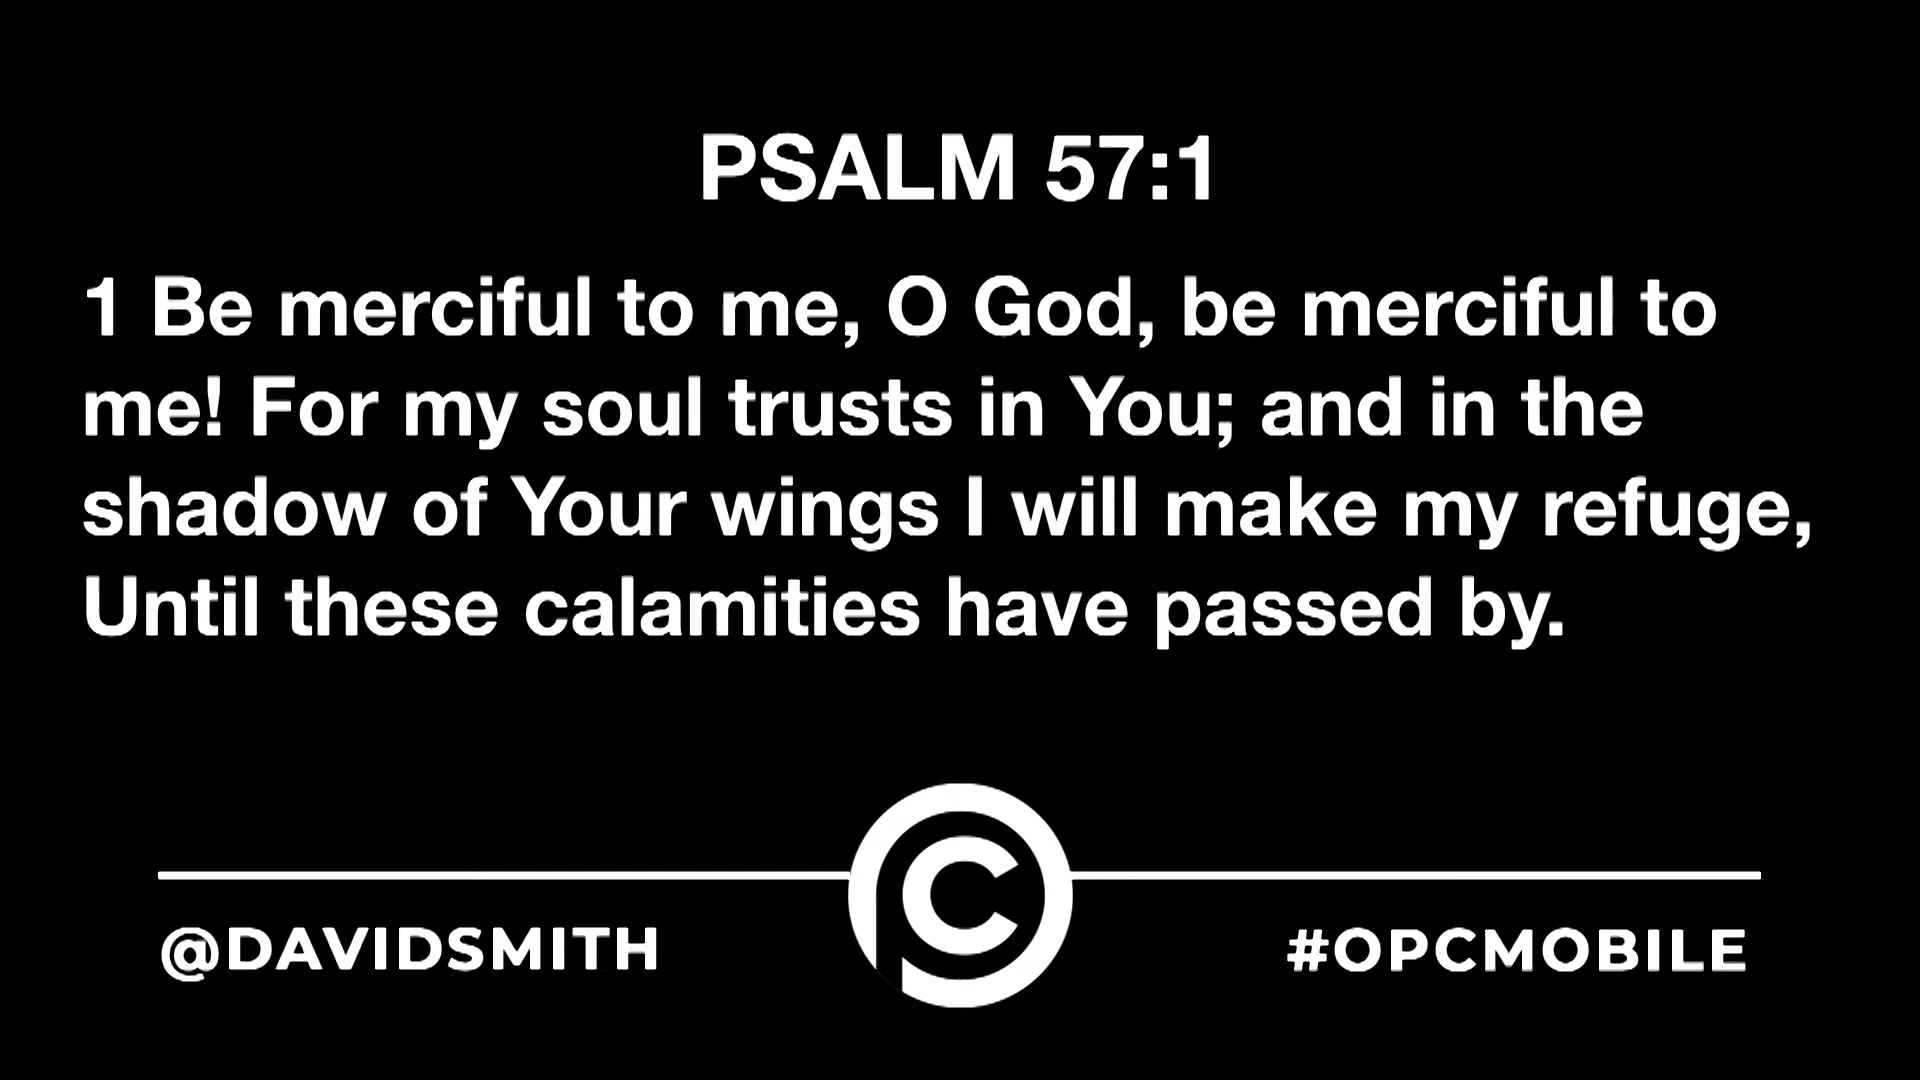 PSALM 57:1
1 Be merciful to me, O God, be merciful to
me! For my soul trusts in You; and in the
shadow of Your wings I will make my refuge,
Until these calamities have passed by.
PC
@DAVIDSMITH
#OPCMOBILE